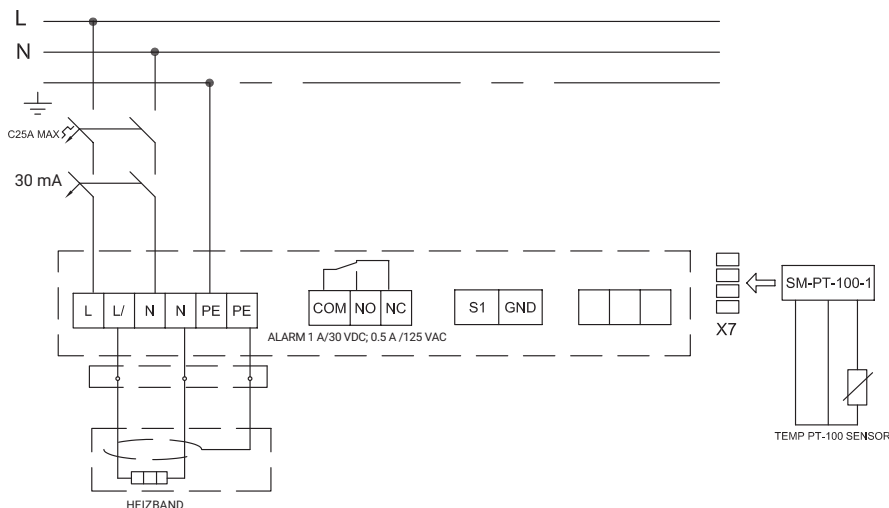 L
N
C25A MAX
30 mA
L L/ N N PE PE
COM NO NC
S1 GND
SM-PT-100-1
X7
ALARM 1 A/30 VDC; 0.5 A /125 VAC
TEMP PT-100 SENSOR
HEIZBAND